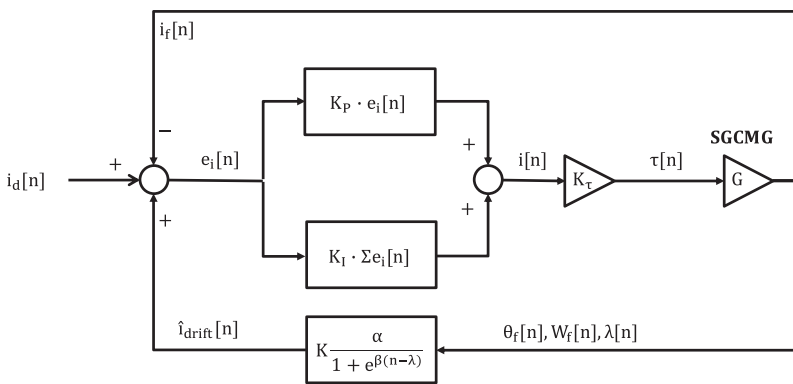 i_f[n]
K_P · e_i[n]
SGCMG
−
+
e_i[n]
+
i[n]
τ[n]
i_d[n]
K_τ
G
+
+
K_I · Σe_i[n]
î_drift[n]
K α / (1 + e^{β(n−λ)})
θ_f[n], W_f[n], λ[n]